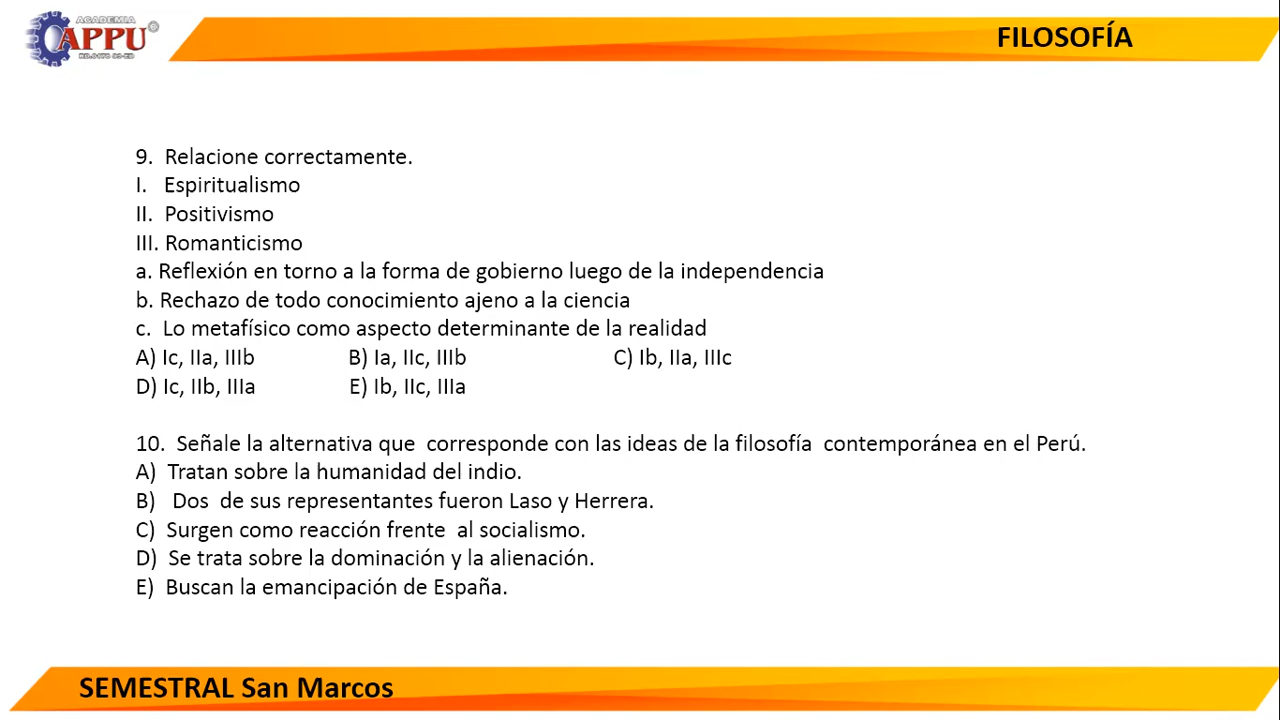 ACADEMIA
APPU
FILOSOFÍA
9. Relacione correctamente.
I. Espiritualismo
II. Positivismo
III. Romanticismo
a. Reflexión en torno a la forma de gobierno luego de la independencia
b. Rechazo de todo conocimiento ajeno a la ciencia
c. Lo metafísico como aspecto determinante de la realidad
A) Ic, IIa, IIIb B) Ia, IIc, IIIb C) Ib, IIa, IIIc
D) Ic, IIb, IIIa E) Ib, IIc, IIIa
10. Señale la alternativa que corresponde con las ideas de la filosofía contemporánea en el Perú.
A) Tratan sobre la humanidad del indio.
B) Dos de sus representantes fueron Laso y Herrera.
C) Surgen como reacción frente al socialismo.
D) Se trata sobre la dominación y la alienación.
E) Buscan la emancipación de España.
SEMESTRAL San Marcos